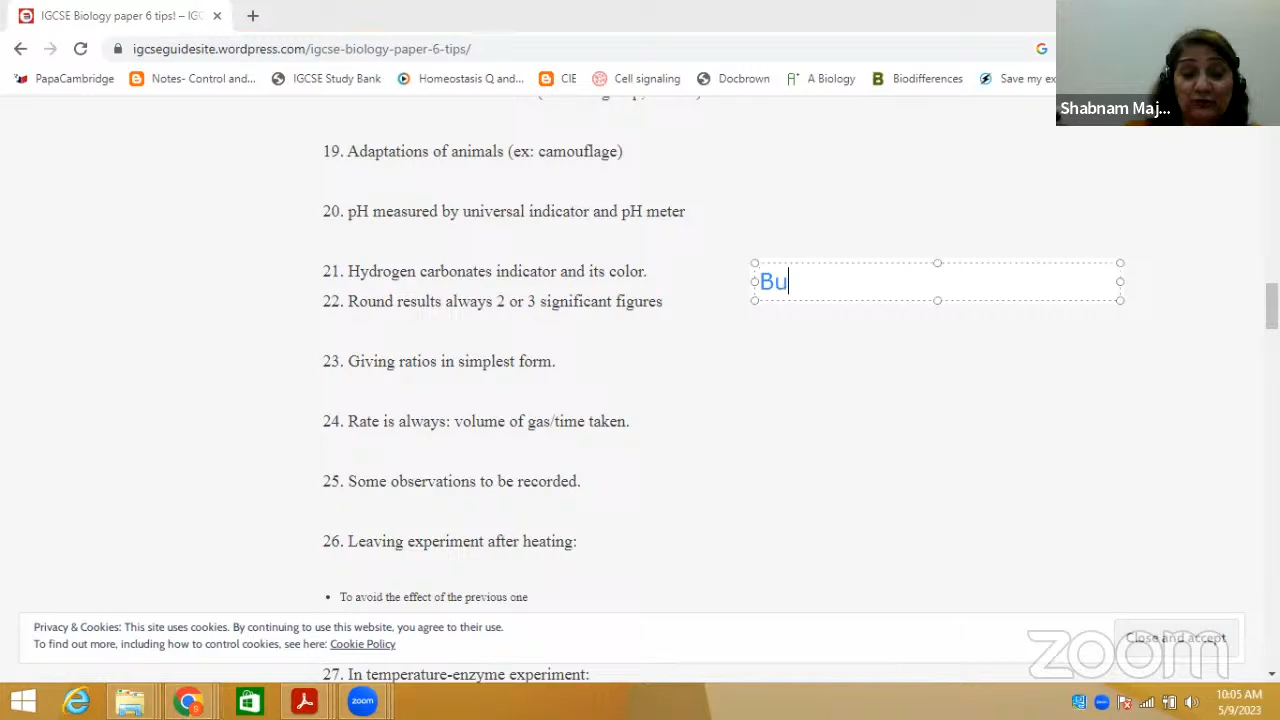 IGCSE Biology paper 6 tips! – IGC
igcseguidesite.wordpress.com/igcse-biology-paper-6-tips/
PapaCambridge Notes- Control and... IGCSE Study Bank Homeostasis Q and... CIE Cell signaling Docbrown A Biology Biodifferences Save my ex
Shabnam Maj...
19. Adaptations of animals (ex: camouflage)
20. pH measured by universal indicator and pH meter
21. Hydrogen carbonates indicator and its color.
Bu
22. Round results always 2 or 3 significant figures
23. Giving ratios in simplest form.
24. Rate is always: volume of gas/time taken.
25. Some observations to be recorded.
26. Leaving experiment after heating:
• To avoid the effect of the previous one
Privacy & Cookies: This site uses cookies. By continuing to use this website, you agree to their use.
To find out more, including how to control cookies, see here: Cookie Policy
Close and accept
zoom
27. In temperature-enzyme experiment:
zoom
10:05 AM
5/9/2023